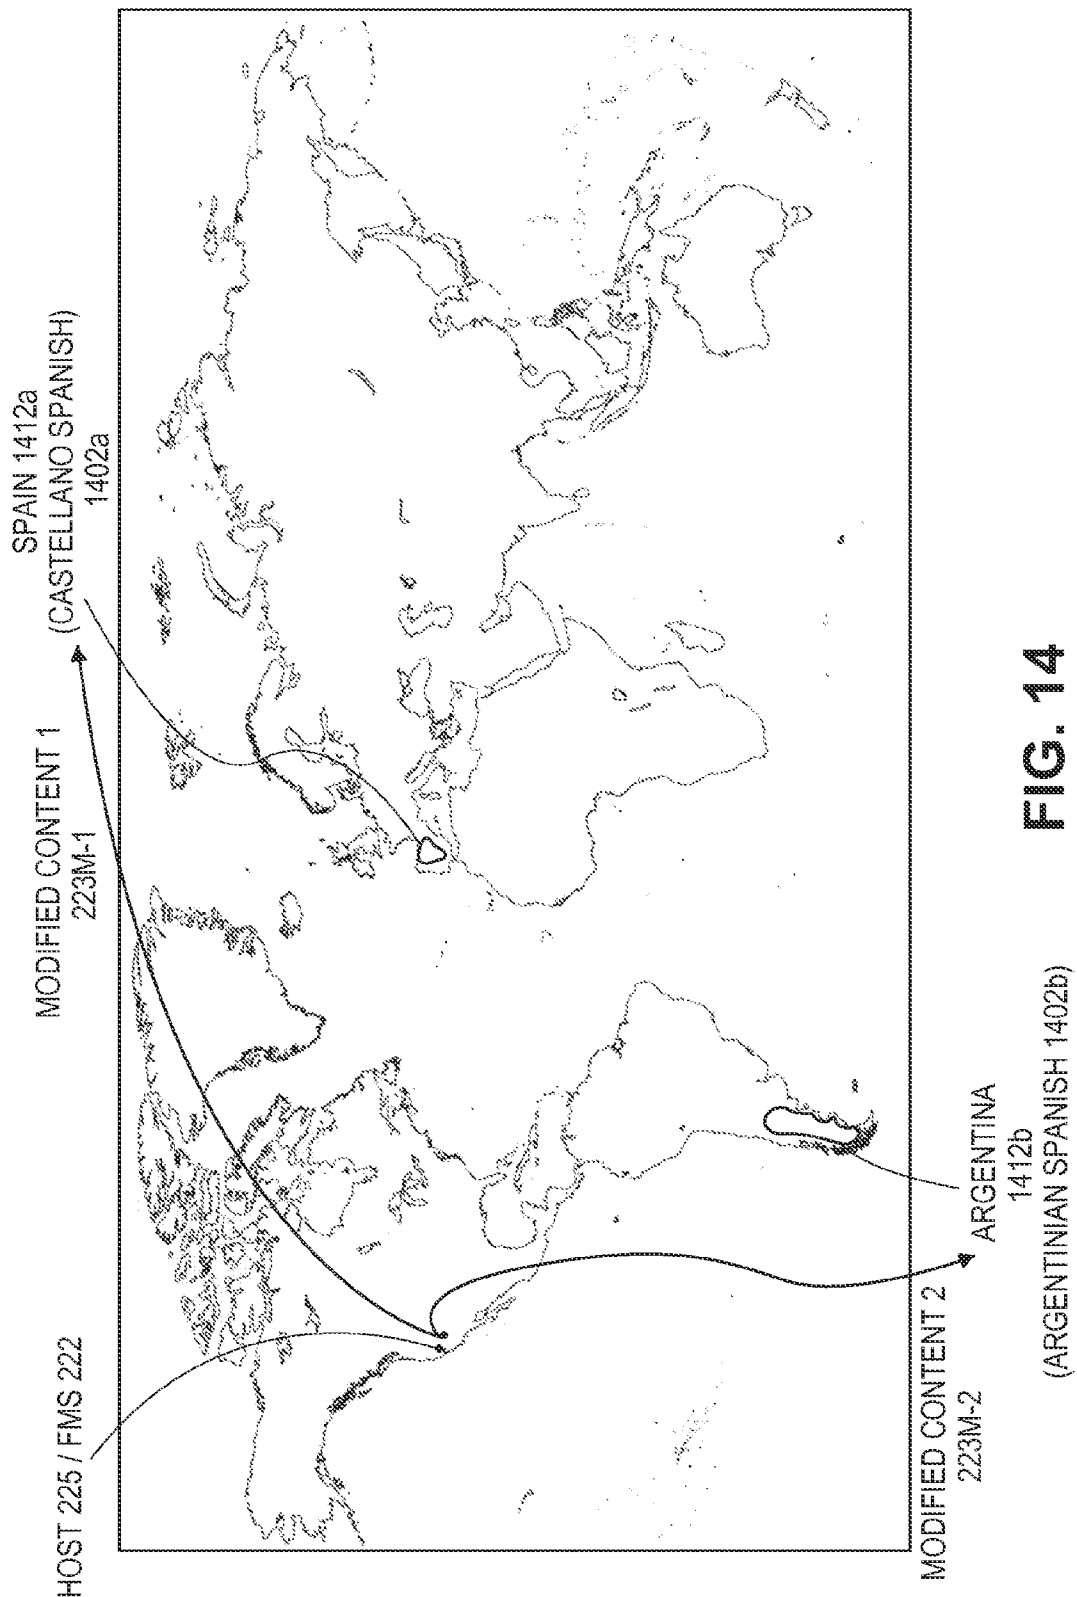 HOST 225 / FMS 222
MODIFIED CONTENT 1
223M-1
SPAIN 1412a
(CASTELLANO SPANISH)
1402a
MODIFIED CONTENT 2
223M-2
ARGENTINA
1412b
(ARGENTINIAN SPANISH 1402b)
FIG. 14